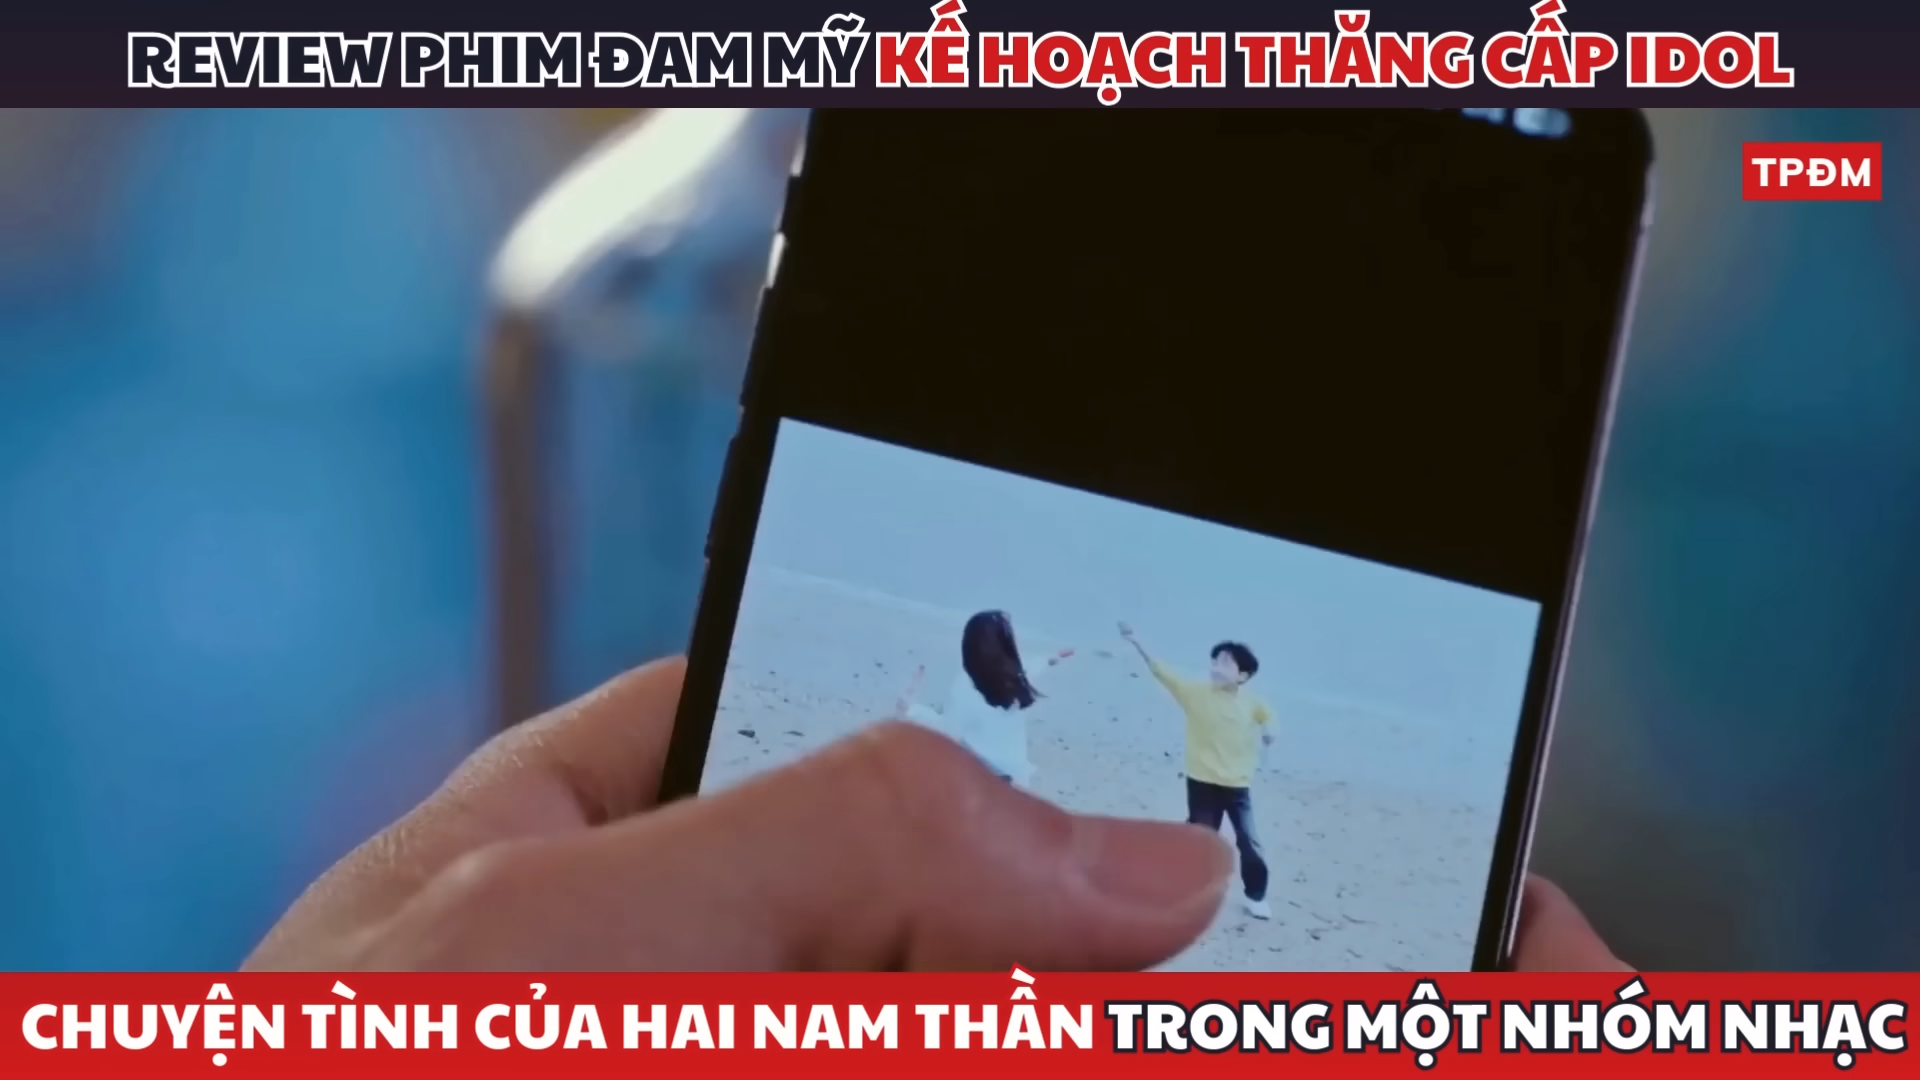 REVIEW PHIM ĐAM MỸ KẾ HOẠCH THĂNG CẤP IDOL
TPĐM
CHUYỆN TÌNH CỦA HAI NAM THẦN TRONG MỘT NHÓM NHẠC